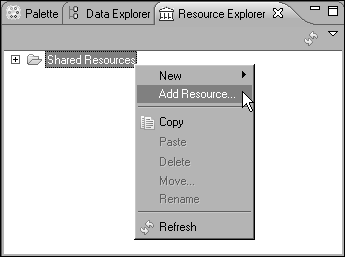 Palette Data Explorer Resource Explorer
Shared Resources
New
Add Resource...
Copy
Paste
Delete
Move...
Rename
Refresh